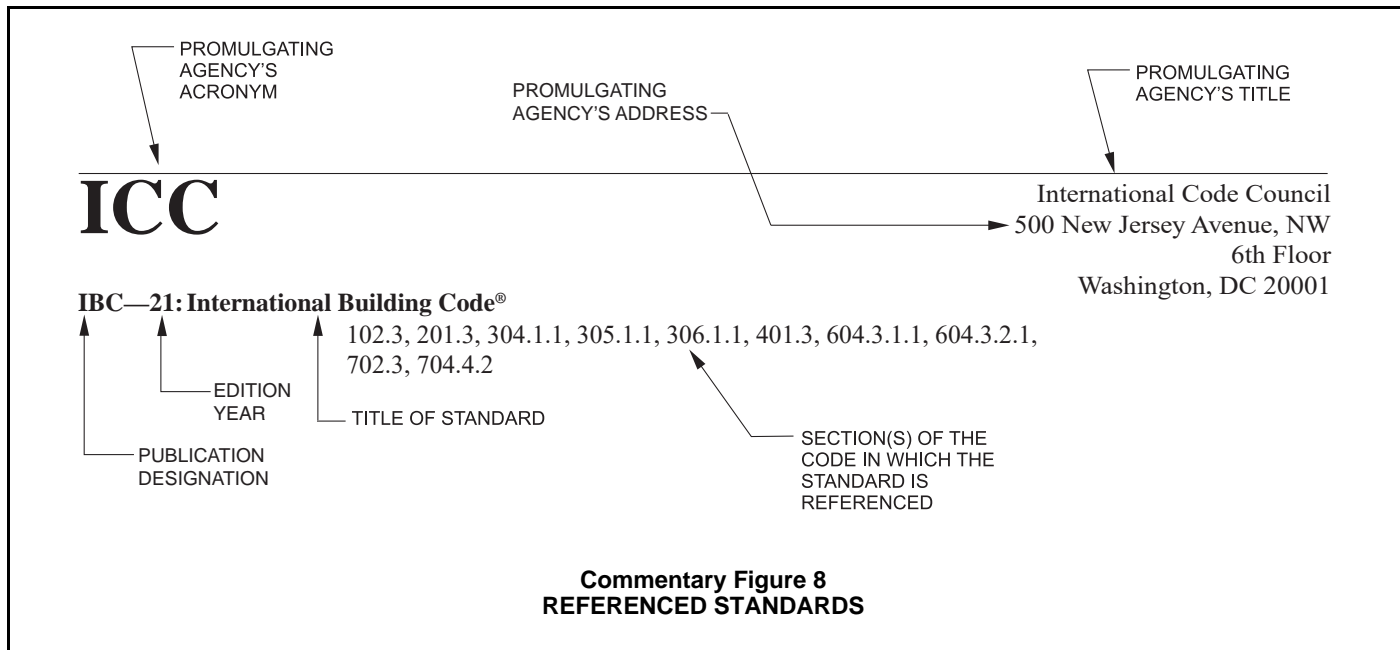 PROMULGATING
AGENCY'S
ACRONYM
PROMULGATING
AGENCY'S ADDRESS
PROMULGATING
AGENCY'S TITLE
ICC
International Code Council
500 New Jersey Avenue, NW
6th Floor
Washington, DC 20001
IBC—21: International Building Code®
102.3, 201.3, 304.1.1, 305.1.1, 306.1.1, 401.3, 604.3.1.1, 604.3.2.1,
702.3, 704.4.2
EDITION
YEAR
TITLE OF STANDARD
PUBLICATION
DESIGNATION
SECTION(S) OF THE
CODE IN WHICH THE
STANDARD IS
REFERENCED
Commentary Figure 8
REFERENCED STANDARDS